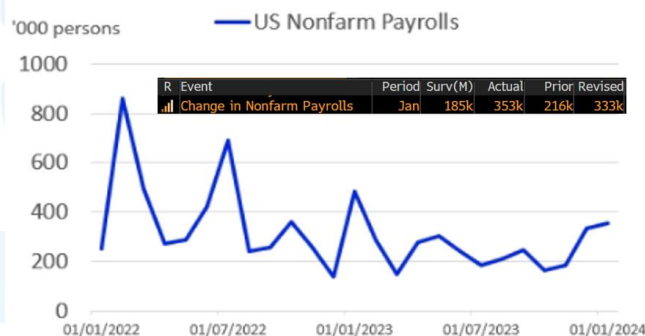 '000 persons
US Nonfarm Payrolls
1000
R Event Period Surv(M) Actual Prior Revised
Change in Nonfarm Payrolls Jan 185k 353k 216k 333k
800
600
400
200
0
01/01/2022 01/07/2022 01/01/2023 01/07/2023 01/01/2024